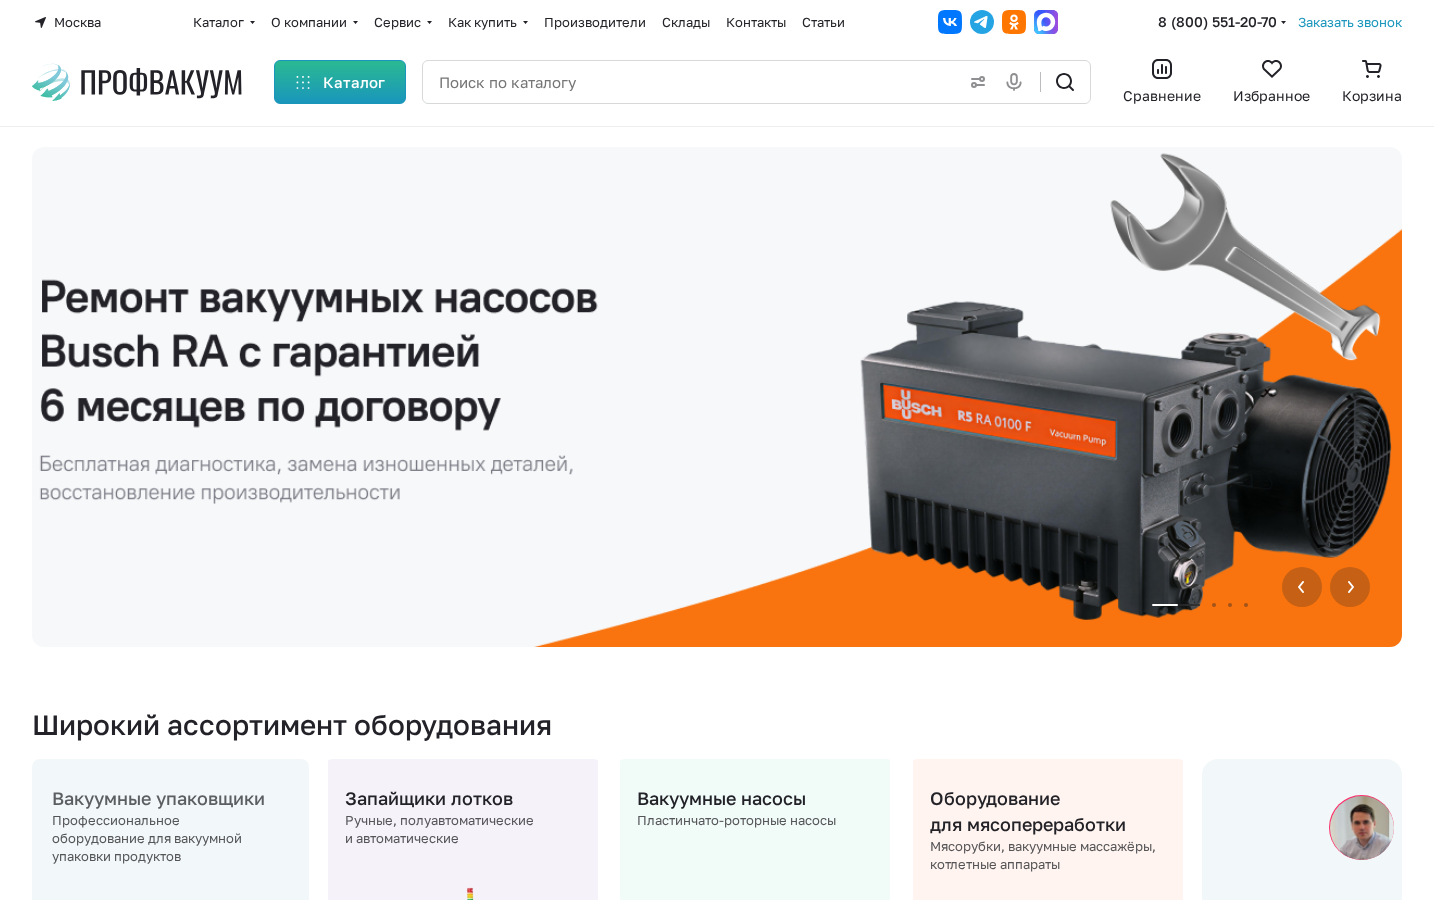 Москва
Каталог
О компании
Сервис
Как купить
Производители
Склады
Контакты
Статьи
8 (800) 551-20-70
Заказать звонок
ПРОФВАКУУМ
Каталог
Поиск по каталогу
Сравнение
Избранное
Корзина
Ремонт вакуумных насосов
Busch RA с гарантией
6 месяцев по договору
Бесплатная диагностика, замена изношенных деталей,
восстановление производительности
BUSCH
R5 RA 0100 F
Vacuum Pump
Широкий ассортимент оборудования
Вакуумные упаковщики
Профессиональное
оборудование для вакуумной
упаковки продуктов
Запайщики лотков
Ручные, полуавтоматические
и автоматические
Вакуумные насосы
Пластинчато-роторные насосы
Оборудование
для мясопереработки
Мясорубки, вакуумные массажёры,
котлетные аппараты